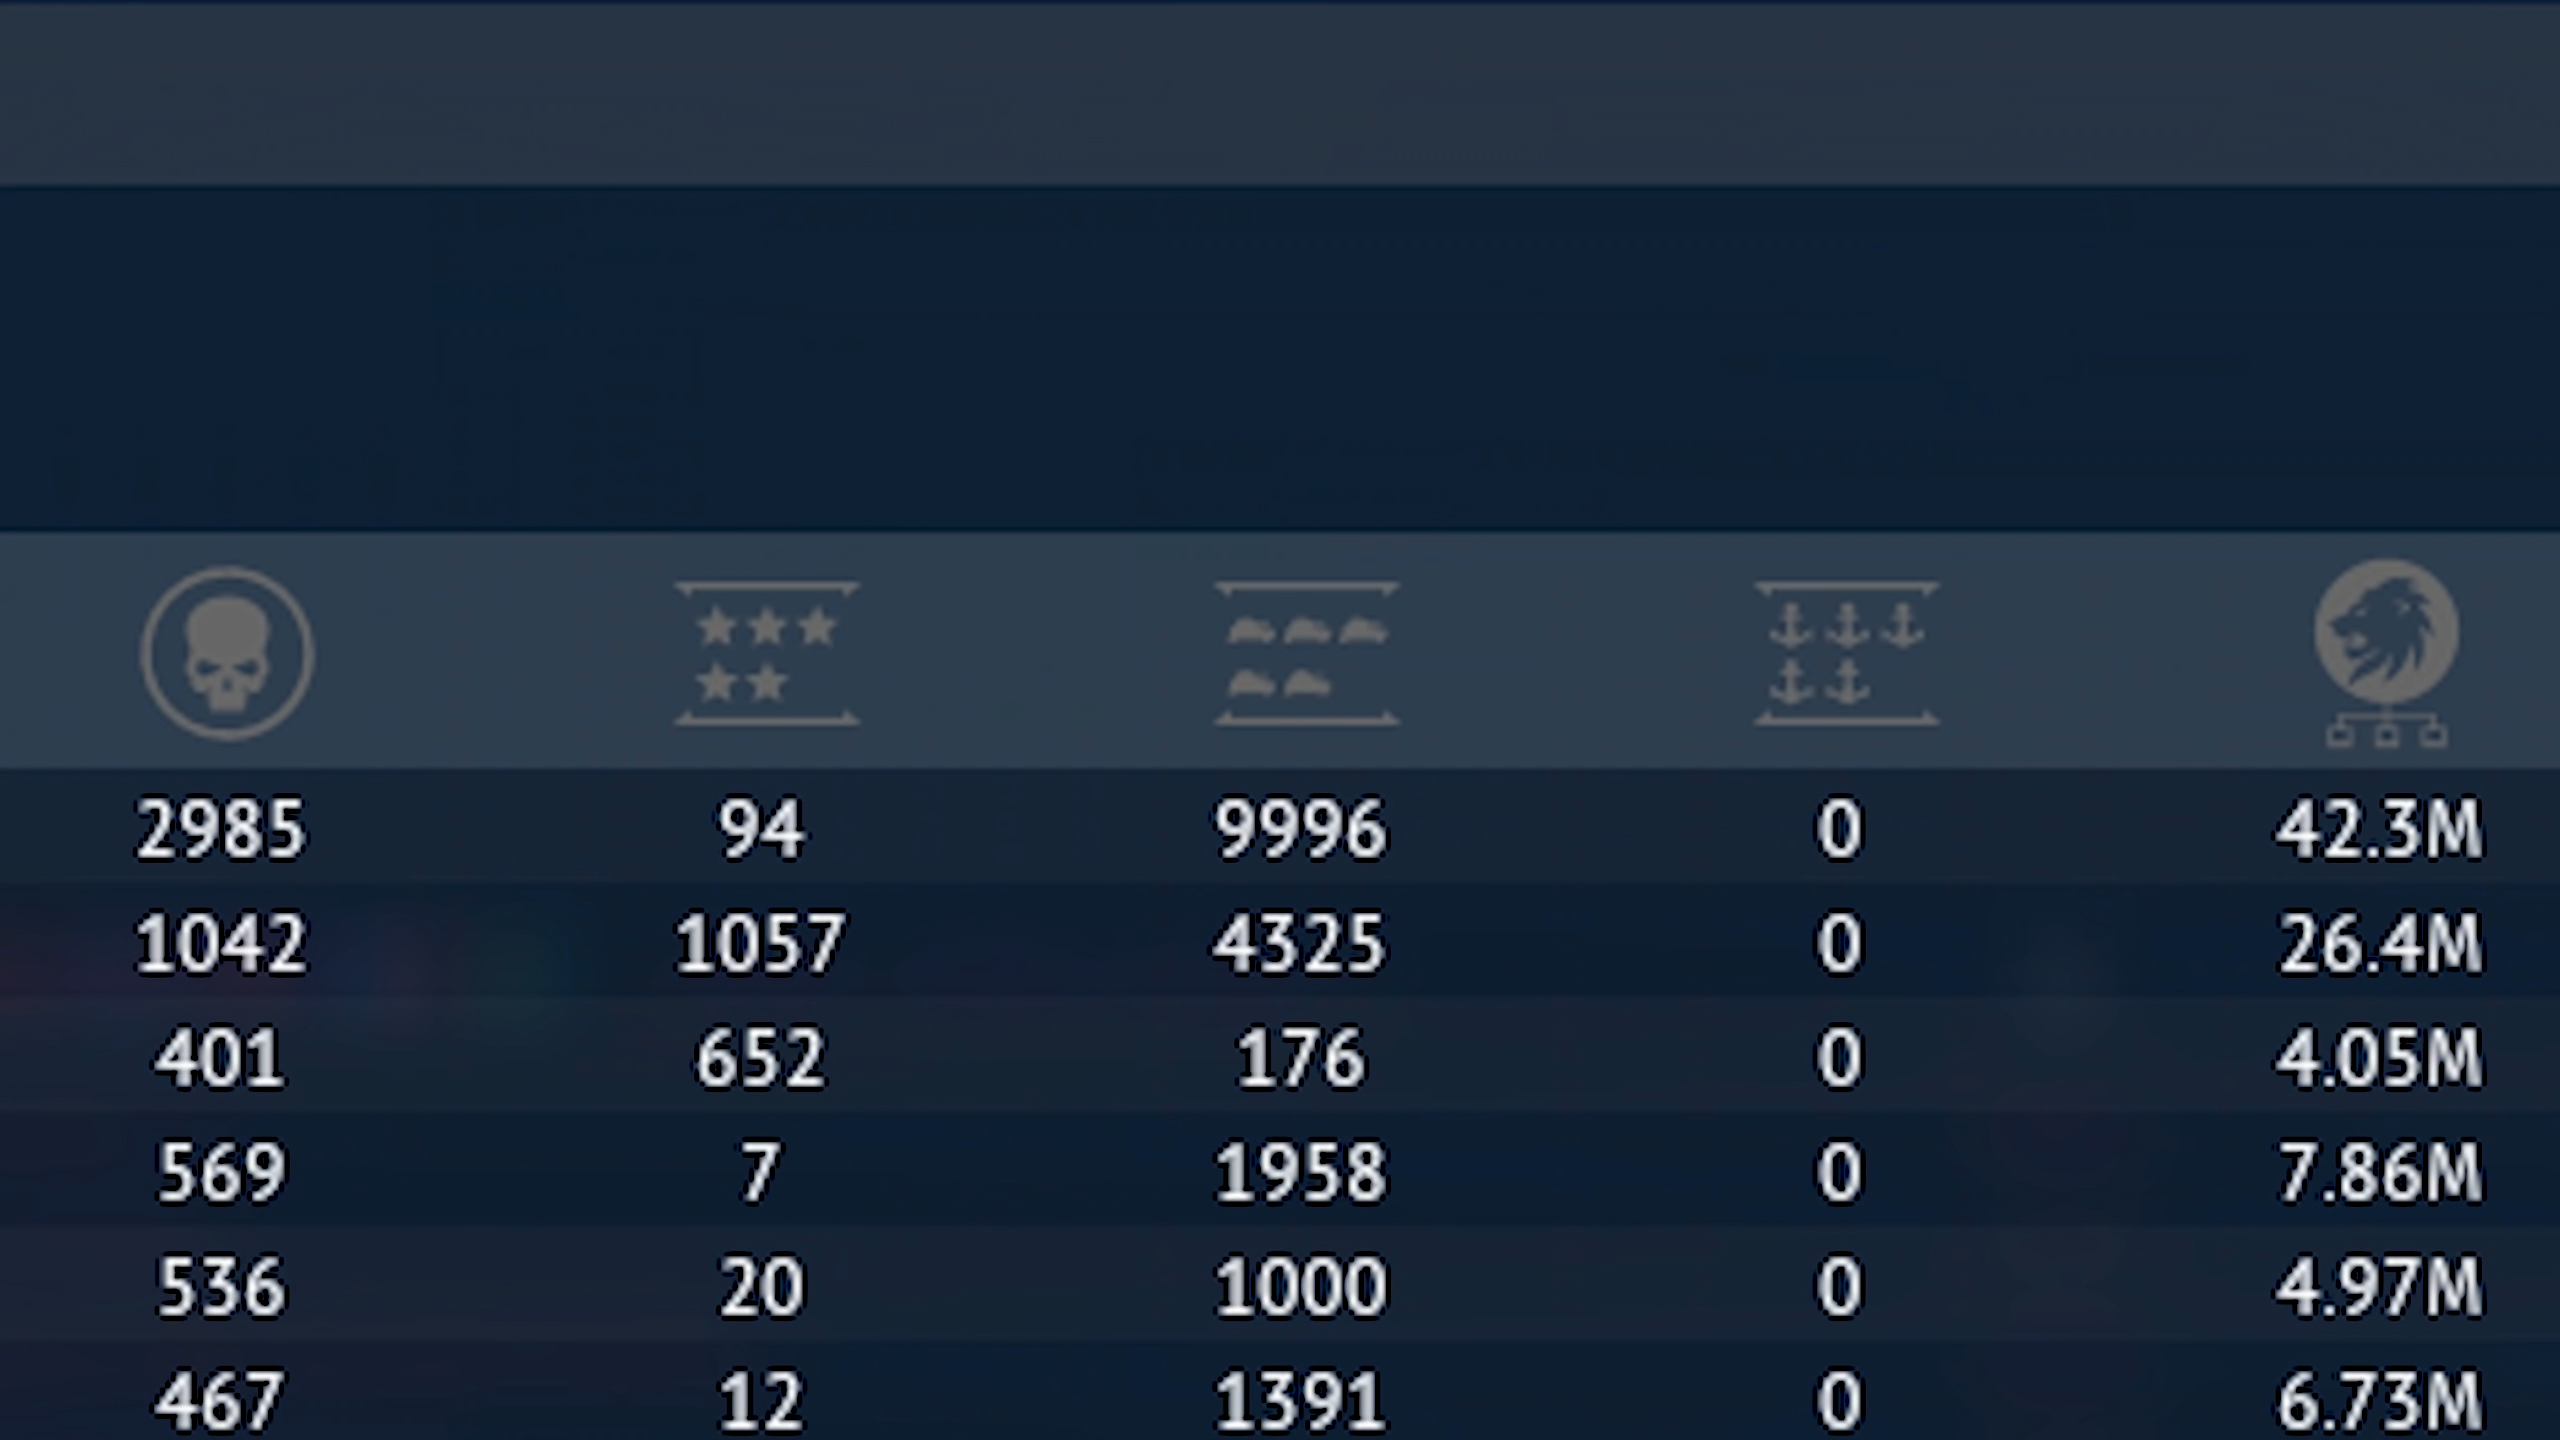 2985 94 9996 0 42.3M
1042 1057 4325 0 26.4M
401 652 176 0 4.05M
569 7 1958 0 7.86M
536 20 1000 0 4.97M
467 12 1391 0 6.73M